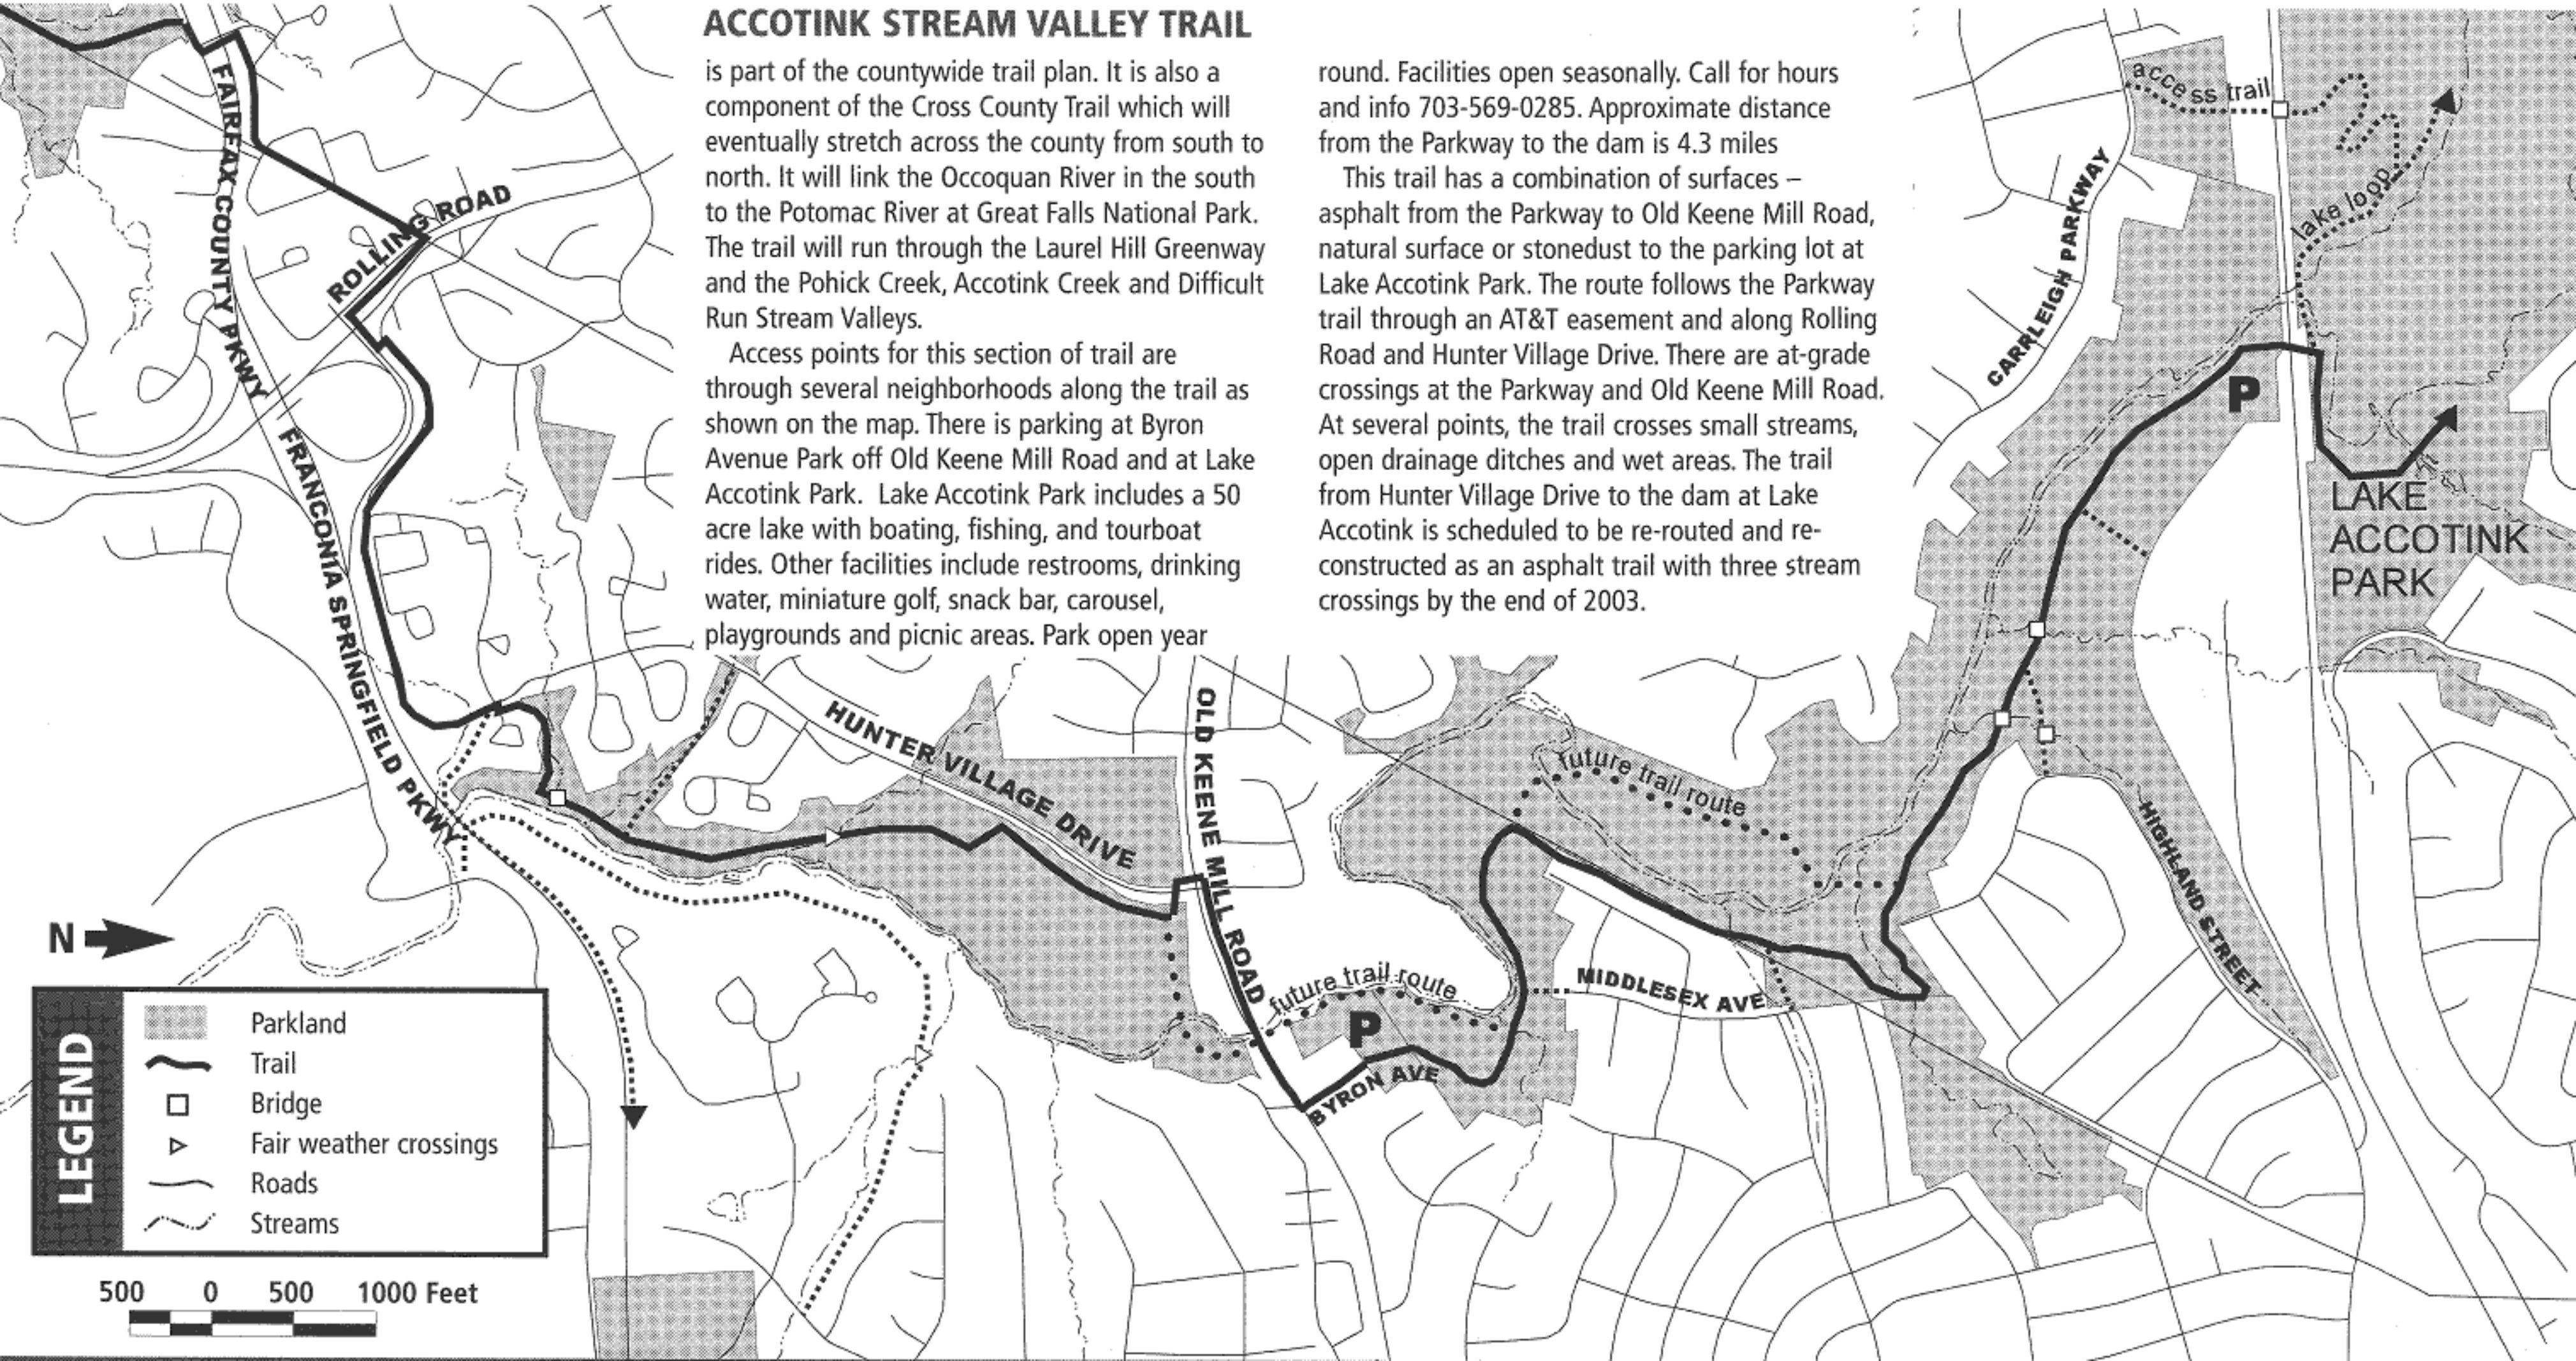 ACCOTINK STREAM VALLEY TRAIL
is part of the countywide trail plan. It is also a
component of the Cross County Trail which will
eventually stretch across the county from south to
north. It will link the Occoquan River in the south
to the Potomac River at Great Falls National Park.
The trail will run through the Laurel Hill Greenway
and the Pohick Creek, Accotink Creek and Difficult
Run Stream Valleys.
Access points for this section of trail are
through several neighborhoods along the trail as
shown on the map. There is parking at Byron
Avenue Park off Old Keene Mill Road and at Lake
Accotink Park.  Lake Accotink Park includes a 50
acre lake with boating, fishing, and tourboat
rides. Other facilities include restrooms, drinking
water, miniature golf, snack bar, carousel,
playgrounds and picnic areas. Park open year
round. Facilities open seasonally. Call for hours
and info 703-569-0285. Approximate distance
from the Parkway to the dam is 4.3 miles
This trail has a combination of surfaces –
asphalt from the Parkway to Old Keene Mill Road,
natural surface or stonedust to the parking lot at
Lake Accotink Park. The route follows the Parkway
trail through an AT&T easement and along Rolling
Road and Hunter Village Drive. There are at-grade
crossings at the Parkway and Old Keene Mill Road.
At several points, the trail crosses small streams,
open drainage ditches and wet areas. The trail
from Hunter Village Drive to the dam at Lake
Accotink is scheduled to be re-routed and re-
constructed as an asphalt trail with three stream
crossings by the end of 2003.
FAIRFAX COUNTY PKWY
ROLLING ROAD
FRANCONIA SPRINGFIELD PKWY
HUNTER VILLAGE DRIVE
OLD KEENE MILL ROAD
future trail route
P
BYRON AVE
future trail route
MIDDLESEX AVE
HIGHLAND STREET
CARRLEIGH PARKWAY
access trail
lake loop
P
LAKE
ACCOTINK
PARK
N
LEGEND
Parkland
Trail
Bridge
Fair weather crossings
Roads
Streams
500 0 500 1000 Feet